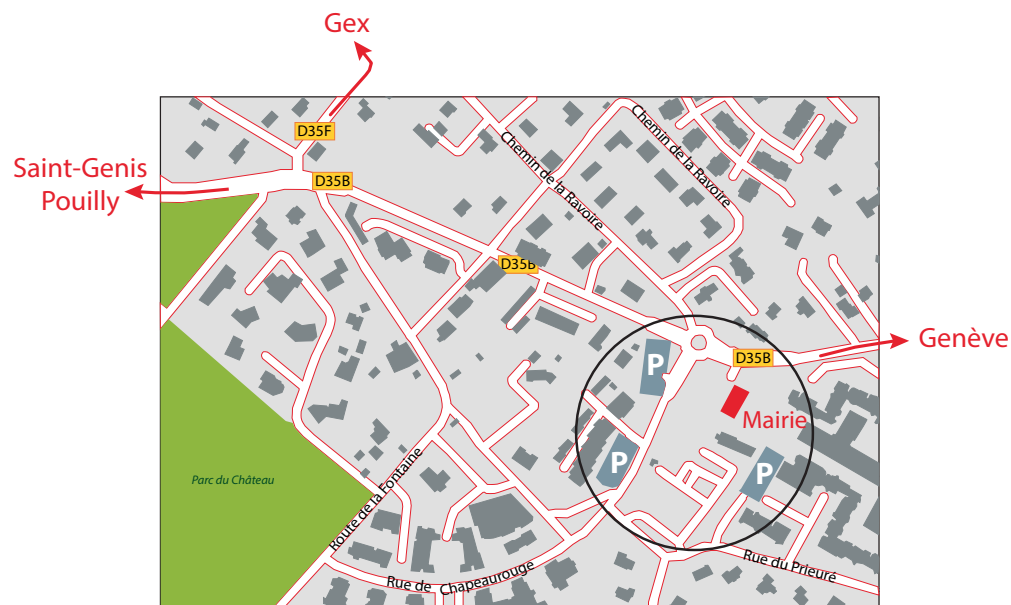 Gex
D35F
Chemin de la Ravoire
Chemin de la Ravoire
Saint-Genis
Pouilly
D35B
D35B
Genève
D35B
P
Mairie
P
P
Parc du Château
Route de la Fontaine
Rue de Chapeaurouge
Rue du Prieuré